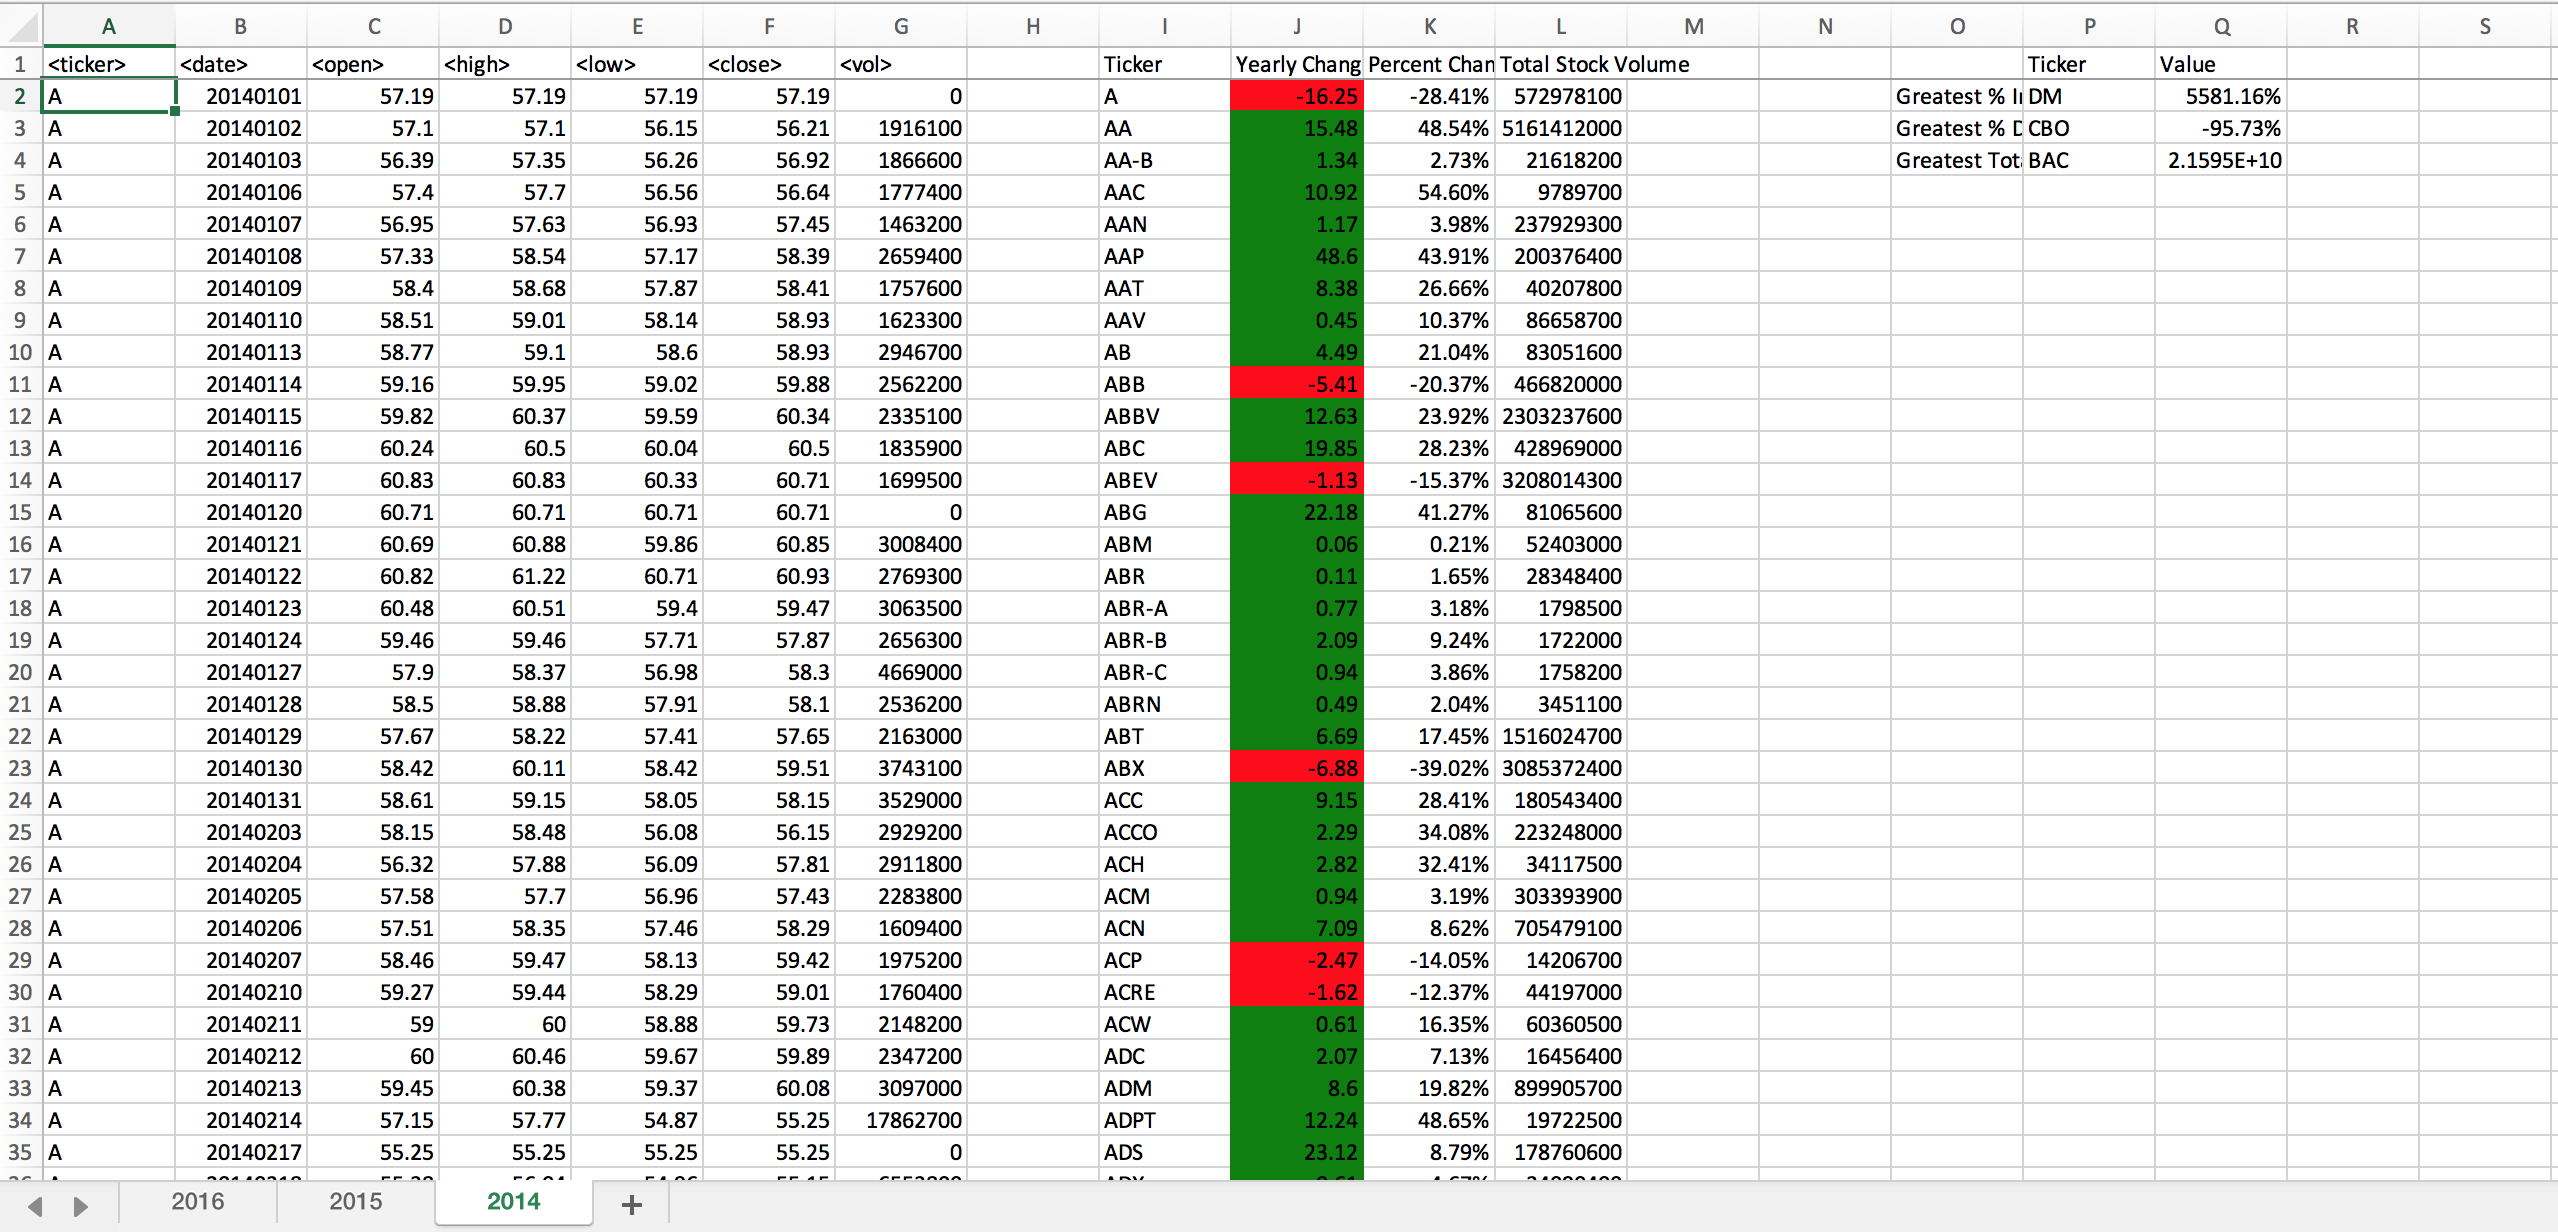 A B C D E F G H I J K L M N O P Q R S
1 <ticker> <date> <open> <high> <low> <close> <vol> Ticker Yearly Chang Percent Chan Total Stock Volume Ticker Value
2 A 20140101 57.19 57.19 57.19 57.19 0 A -16.25 -28.41% 572978100 Greatest % I DM 5581.16%
3 A 20140102 57.1 57.1 56.15 56.21 1916100 AA 15.48 48.54% 5161412000 Greatest % D CBO -95.73%
4 A 20140103 56.39 57.35 56.26 56.92 1866600 AA-B 1.34 2.73% 21618200 Greatest Tot BAC 2.1595E+10
5 A 20140106 57.4 57.7 56.56 56.64 1777400 AAC 10.92 54.60% 9789700
6 A 20140107 56.95 57.63 56.93 57.45 1463200 AAN 1.17 3.98% 237929300
7 A 20140108 57.33 58.54 57.17 58.39 2659400 AAP 48.6 43.91% 200376400
8 A 20140109 58.4 58.68 57.87 58.41 1757600 AAT 8.38 26.66% 40207800
9 A 20140110 58.51 59.01 58.14 58.93 1623300 AAV 0.45 10.37% 86658700
10 A 20140113 58.77 59.1 58.6 58.93 2946700 AB 4.49 21.04% 83051600
11 A 20140114 59.16 59.95 59.02 59.88 2562200 ABB -5.41 -20.37% 466820000
12 A 20140115 59.82 60.37 59.59 60.34 2335100 ABBV 12.63 23.92% 2303237600
13 A 20140116 60.24 60.5 60.04 60.5 1835900 ABC 19.85 28.23% 428969000
14 A 20140117 60.83 60.83 60.33 60.71 1699500 ABEV -1.13 -15.37% 3208014300
15 A 20140120 60.71 60.71 60.71 60.71 0 ABG 22.18 41.27% 81065600
16 A 20140121 60.69 60.88 59.86 60.85 3008400 ABM 0.06 0.21% 52403000
17 A 20140122 60.82 61.22 60.71 60.93 2769300 ABR 0.11 1.65% 28348400
18 A 20140123 60.48 60.51 59.4 59.47 3063500 ABR-A 0.77 3.18% 1798500
19 A 20140124 59.46 59.46 57.71 57.87 2656300 ABR-B 2.09 9.24% 1722000
20 A 20140127 57.9 58.37 56.98 58.3 4669000 ABR-C 0.94 3.86% 1758200
21 A 20140128 58.5 58.88 57.91 58.1 2536200 ABRN 0.49 2.04% 3451100
22 A 20140129 57.67 58.22 57.41 57.65 2163000 ABT 6.69 17.45% 1516024700
23 A 20140130 58.42 60.11 58.42 59.51 3743100 ABX -6.88 -39.02% 3085372400
24 A 20140131 58.61 59.15 58.05 58.15 3529000 ACC 9.15 28.41% 180543400
25 A 20140203 58.15 58.48 56.08 56.15 2929200 ACCO 2.29 34.08% 223248000
26 A 20140204 56.32 57.88 56.09 57.81 2911800 ACH 2.82 32.41% 34117500
27 A 20140205 57.58 57.7 56.96 57.43 2283800 ACM 0.94 3.19% 303393900
28 A 20140206 57.51 58.35 57.46 58.29 1609400 ACN 7.09 8.62% 705479100
29 A 20140207 58.46 59.47 58.13 59.42 1975200 ACP -2.47 -14.05% 14206700
30 A 20140210 59.27 59.44 58.29 59.01 1760400 ACRE -1.62 -12.37% 44197000
31 A 20140211 59 60 58.88 59.73 2148200 ACW 0.61 16.35% 60360500
32 A 20140212 60 60.46 59.67 59.89 2347200 ADC 2.07 7.13% 16456400
33 A 20140213 59.45 60.38 59.37 60.08 3097000 ADM 8.6 19.82% 899905700
34 A 20140214 57.15 57.77 54.87 55.25 17862700 ADPT 12.24 48.65% 19722500
35 A 20140217 55.25 55.25 55.25 55.25 0 ADS 23.12 8.79% 178760600
2016 2015 2014 +